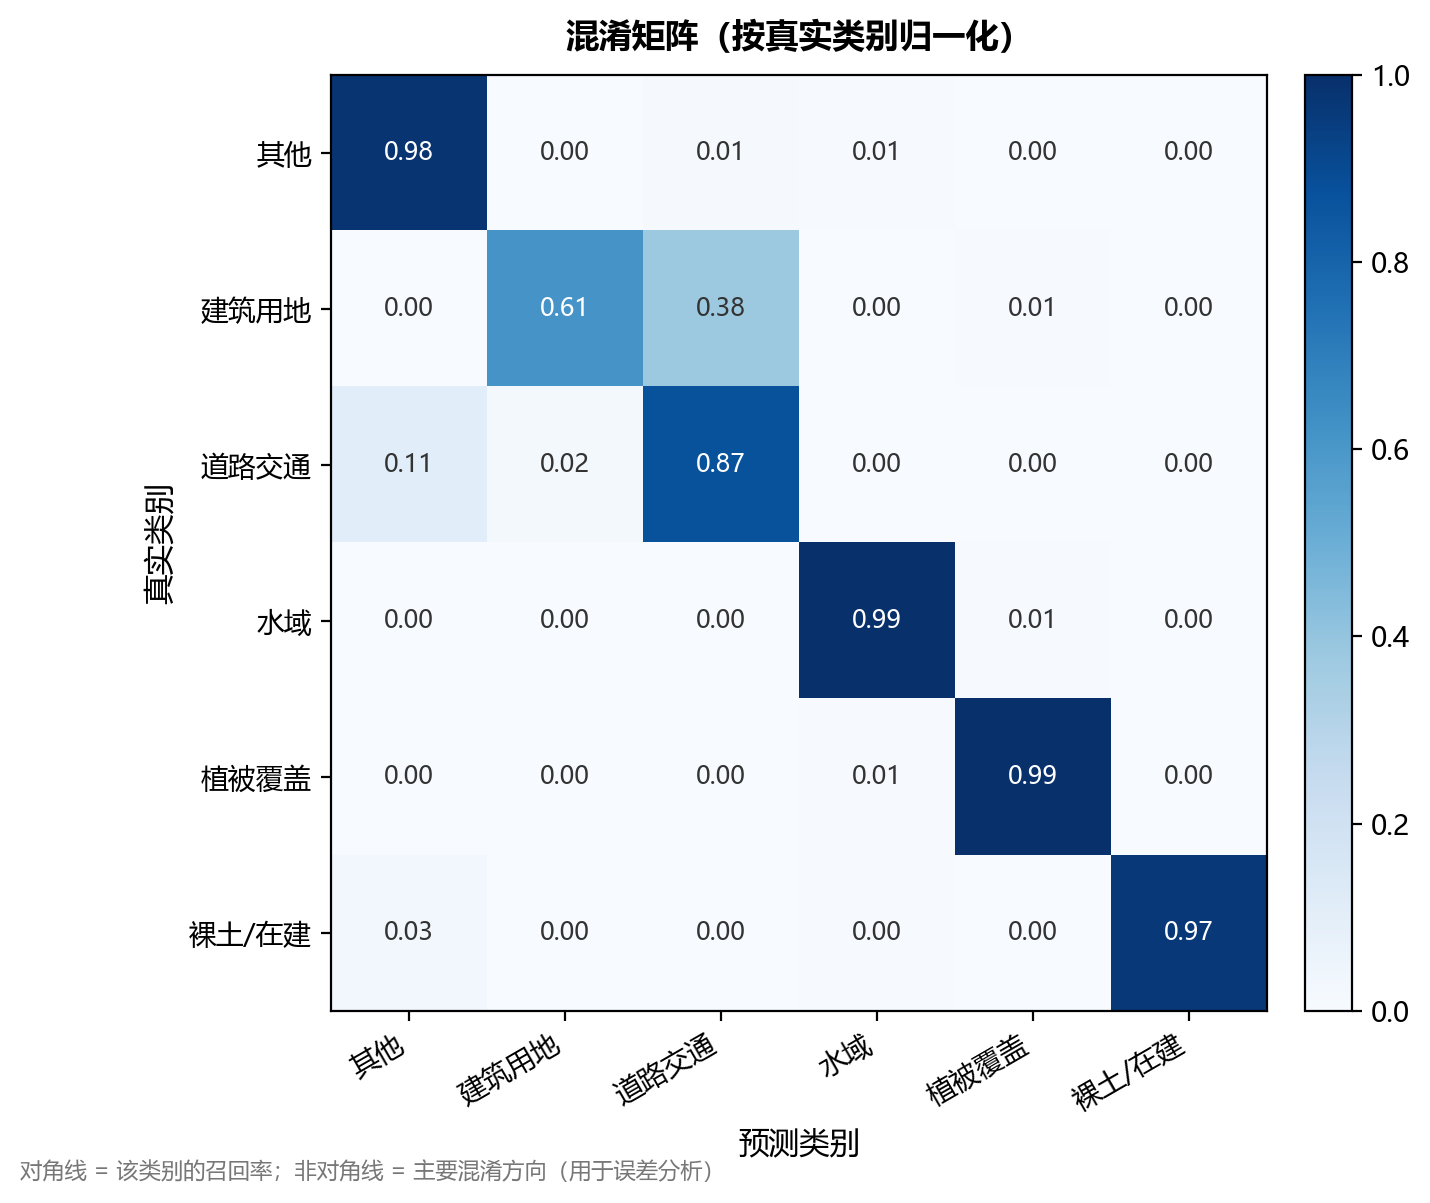 混淆矩阵（按真实类别归一化）
其他 0.98 0.00 0.01 0.01 0.00 0.00
建筑用地 0.00 0.61 0.38 0.00 0.01 0.00
道路交通 0.11 0.02 0.87 0.00 0.00 0.00
水域 0.00 0.00 0.00 0.99 0.01 0.00
植被覆盖 0.00 0.00 0.00 0.01 0.99 0.00
裸土/在建 0.03 0.00 0.00 0.00 0.00 0.97
真实类别
其他 建筑用地 道路交通 水域 植被覆盖 裸土/在建
预测类别
1.0
0.8
0.6
0.4
0.2
0.0
对角线 = 该类别的召回率；非对角线 = 主要混淆方向（用于误差分析）